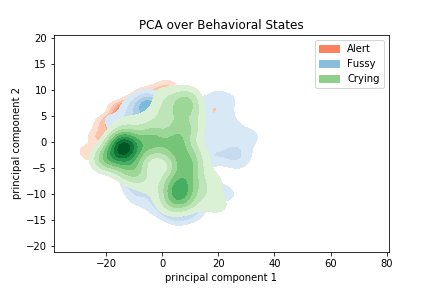 PCA over Behavioral States
Alert
Fussy
Crying
20
15
10
5
0
−5
−10
−15
−20
principal component 2
−20
0
20
40
60
80
principal component 1